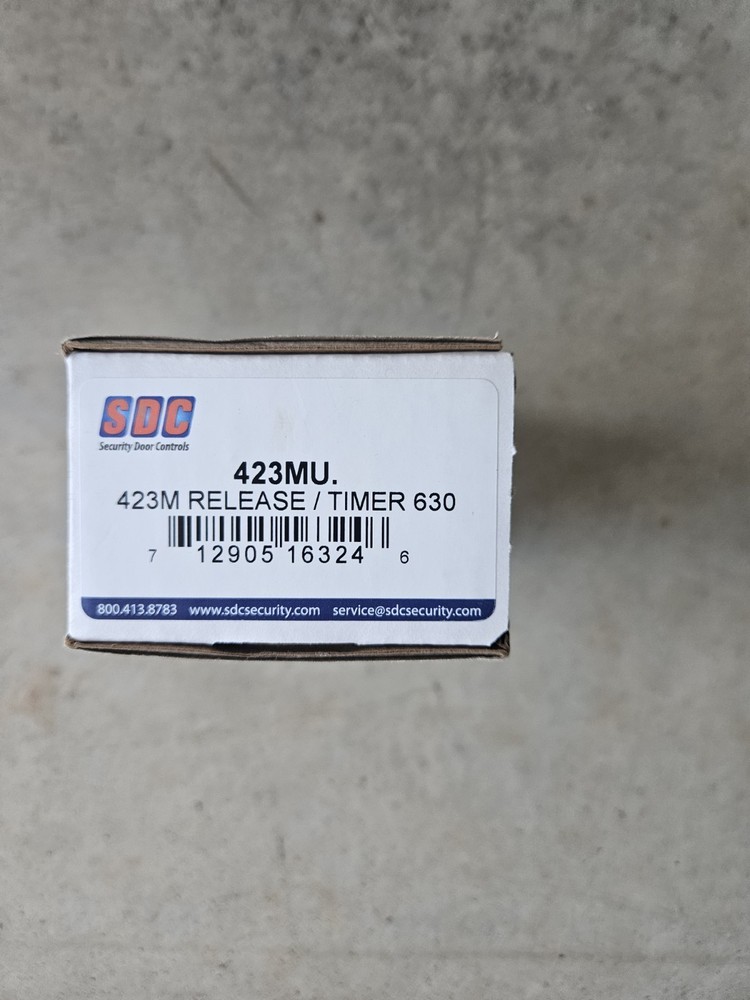 SDC
Security Door Controls
423MU.
423M RELEASE / TIMER 630
7 12905 16324 6
800.413.8783 www.sdcsecurity.com service@sdcsecurity.com